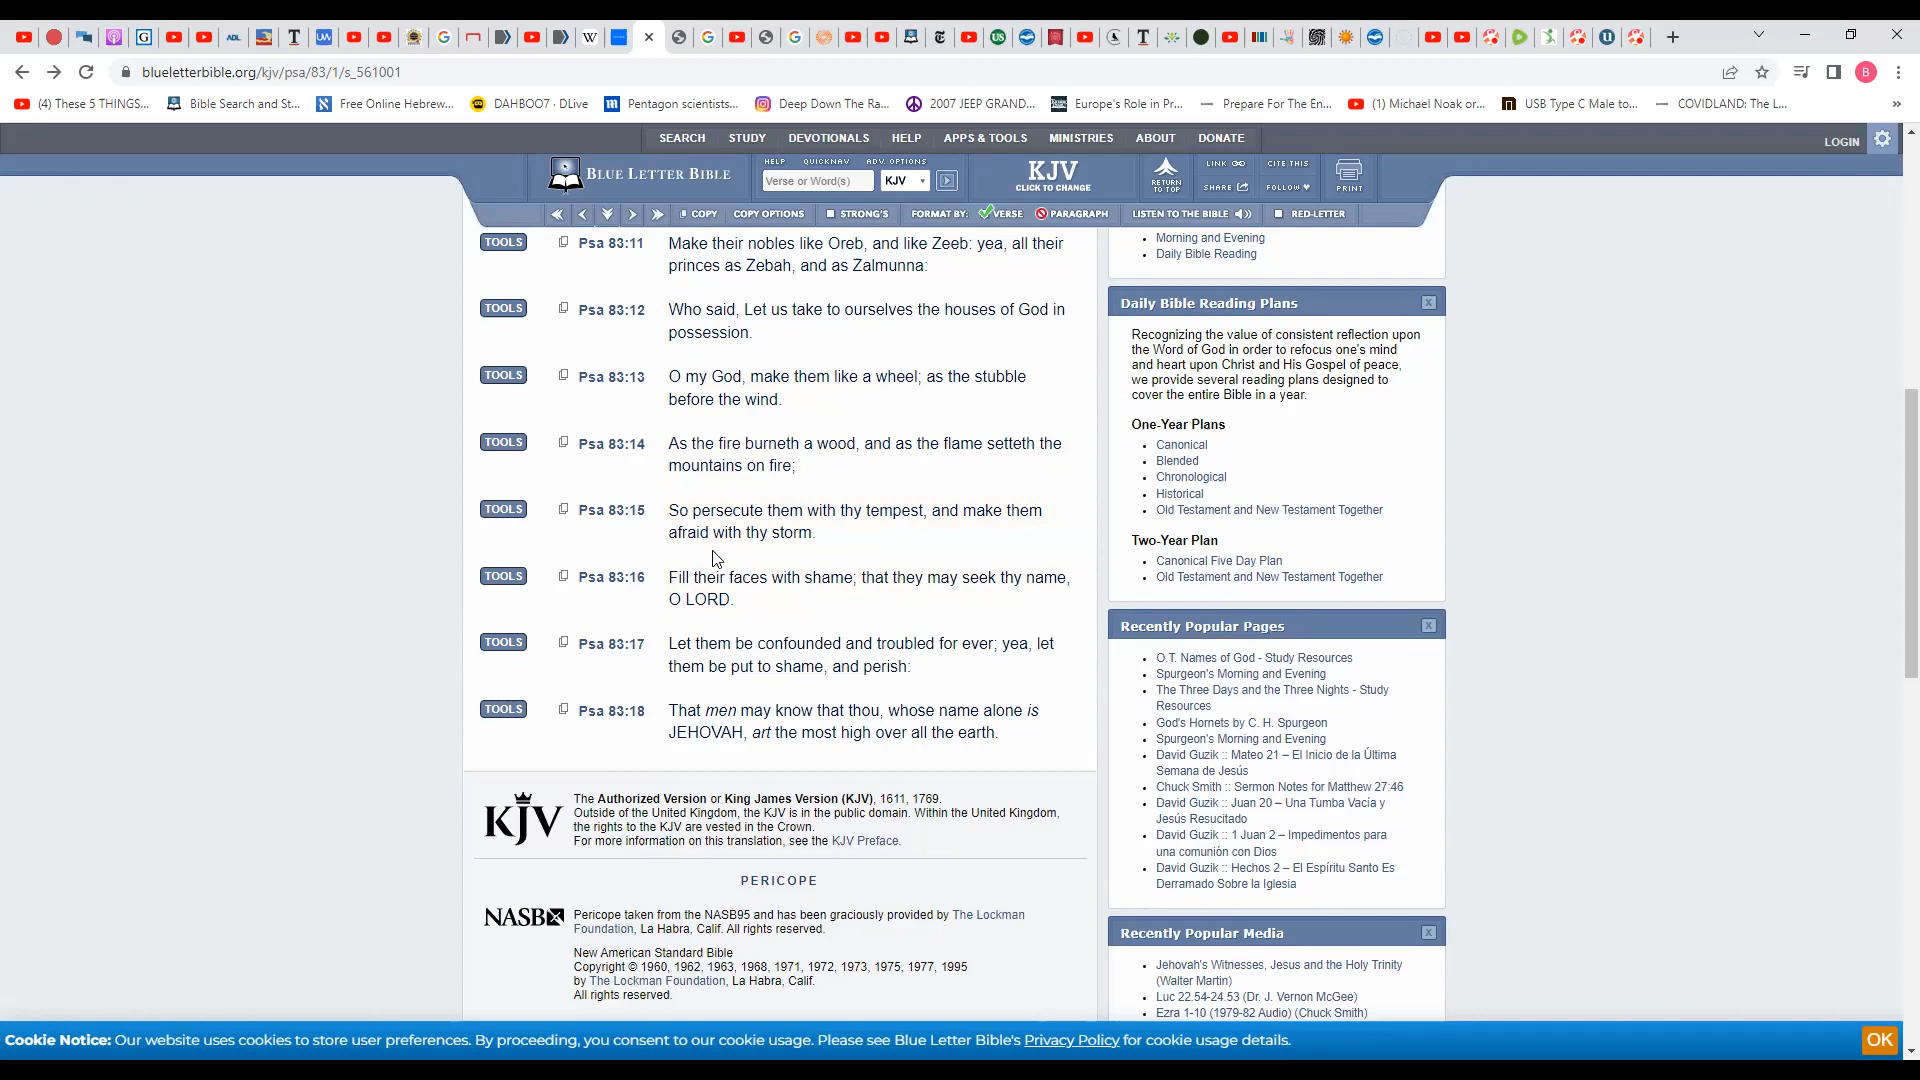 blueletterbible.org/kjv/psa/83/1/s_561001
(4) These 5 THINGS...
Bible Search and St...
Free Online Hebrew...
DAHBOO7 · DLive
Pentagon scientists...
Deep Down The Ra...
2007 JEEP GRAND...
Europe's Role in Pr...
Prepare For The En...
(1) Michael Noak or...
USB Type C Male to...
COVIDLAND: The L...
SEARCH STUDY DEVOTIONALS HELP APPS & TOOLS MINISTRIES ABOUT DONATE
LOGIN
BLUE LETTER BIBLE
HELP QUICKNAV ADV. OPTIONS
Verse or Word(s) KJV
KJV
CLICK TO CHANGE
RETURN
TO TOP
LINK
CITE THIS
SHARE
FOLLOW
PRINT
COPY COPY OPTIONS STRONG'S FORMAT BY: VERSE PARAGRAPH LISTEN TO THE BIBLE RED-LETTER
TOOLS Psa 83:11 Make their nobles like Oreb, and like Zeeb: yea, all their
princes as Zebah, and as Zalmunna:
TOOLS Psa 83:12 Who said, Let us take to ourselves the houses of God in
possession.
TOOLS Psa 83:13 O my God, make them like a wheel; as the stubble
before the wind.
TOOLS Psa 83:14 As the fire burneth a wood, and as the flame setteth the
mountains on fire;
TOOLS Psa 83:15 So persecute them with thy tempest, and make them
afraid with thy storm.
TOOLS Psa 83:16 Fill their faces with shame; that they may seek thy name,
O LORD.
TOOLS Psa 83:17 Let them be confounded and troubled for ever; yea, let
them be put to shame, and perish:
TOOLS Psa 83:18 That men may know that thou, whose name alone is
JEHOVAH, art the most high over all the earth.
KJV
The Authorized Version or King James Version (KJV), 1611, 1769.
Outside of the United Kingdom, the KJV is in the public domain. Within the United Kingdom,
the rights to the KJV are vested in the Crown.
For more information on this translation, see the KJV Preface.
PERICOPE
NASB
Pericope taken from the NASB95 and has been graciously provided by The Lockman
Foundation, La Habra, Calif. All rights reserved.
New American Standard Bible
Copyright © 1960, 1962, 1963, 1968, 1971, 1972, 1973, 1975, 1977, 1995
by The Lockman Foundation, La Habra, Calif.
All rights reserved.
Morning and Evening
Daily Bible Reading
Daily Bible Reading Plans
Recognizing the value of consistent reflection upon
the Word of God in order to refocus one's mind
and heart upon Christ and His Gospel of peace,
we provide several reading plans designed to
cover the entire Bible in a year.
One-Year Plans
Canonical
Blended
Chronological
Historical
Old Testament and New Testament Together
Two-Year Plan
Canonical Five Day Plan
Old Testament and New Testament Together
Recently Popular Pages
O.T. Names of God - Study Resources
Spurgeon's Morning and Evening
The Three Days and the Three Nights - Study
Resources
God's Hornets by C. H. Spurgeon
Spurgeon's Morning and Evening
David Guzik :: Mateo 21 – El Inicio de la Última
Semana de Jesús
Chuck Smith :: Sermon Notes for Matthew 27:46
David Guzik :: Juan 20 – Una Tumba Vacía y
Jesús Resucitado
David Guzik :: 1 Juan 2 – Impedimentos para
una comunión con Dios
David Guzik :: Hechos 2 – El Espíritu Santo Es
Derramado Sobre la Iglesia
Recently Popular Media
Jehovah's Witnesses, Jesus and the Holy Trinity
(Walter Martin)
Luc 22.54-24.53 (Dr. J. Vernon McGee)
Ezra 1-10 (1979-82 Audio) (Chuck Smith)
Cookie Notice: Our website uses cookies to store user preferences. By proceeding, you consent to our cookie usage. Please see Blue Letter Bible's Privacy Policy for cookie usage details.
OK